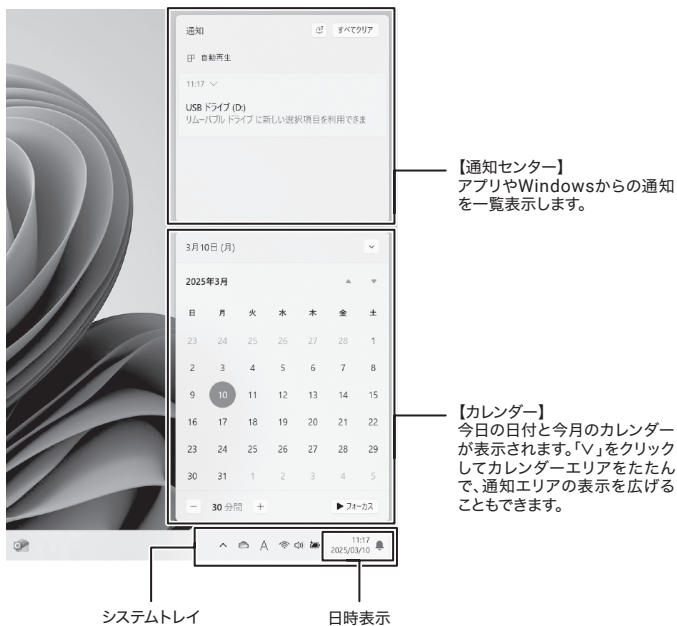 通知
すべてクリア
自動再生
11:17
USB ドライブ (D:)
リムーバブル ドライブ に新しい選択項目を利用できま
【通知センター】
アプリやWindowsからの通知
を一覧表示します。
3月10日 (月)
2025年3月
日 月 火 水 木 金 土
23 24 25 26 27 28 1
2 3 4 5 6 7 8
9 10 11 12 13 14 15
16 17 18 19 20 21 22
23 24 25 26 27 28 29
30 31 1 2 3 4 5
30 分間
フォーカス
【カレンダー】
今日の日付と今月のカレンダー
が表示されます。「∨」をクリック
してカレンダーエリアをたたん
で、通知エリアの表示を広げる
こともできます。
A
11:17
2025/03/10
システムトレイ
日時表示